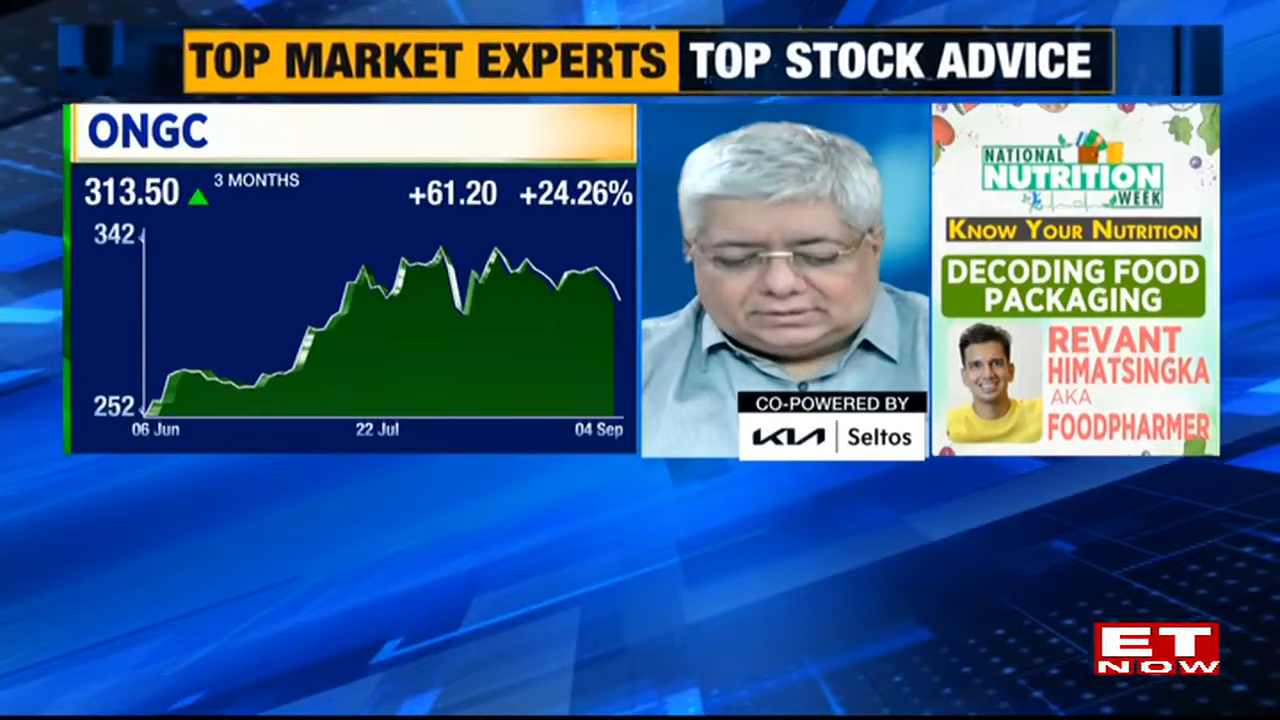 TOP MARKET EXPERTS TOP STOCK ADVICE
ONGC
313.50 3 MONTHS +61.20 +24.26%
342
252
06 Jun 22 Jul 04 Sep
CO-POWERED BY
KIA Seltos
NATIONAL
NUTRITION
WEEK
KNOW YOUR NUTRITION
DECODING FOOD
PACKAGING
REVANT
HIMATSINGKA
AKA
FOODPHARMER
ET
NOW